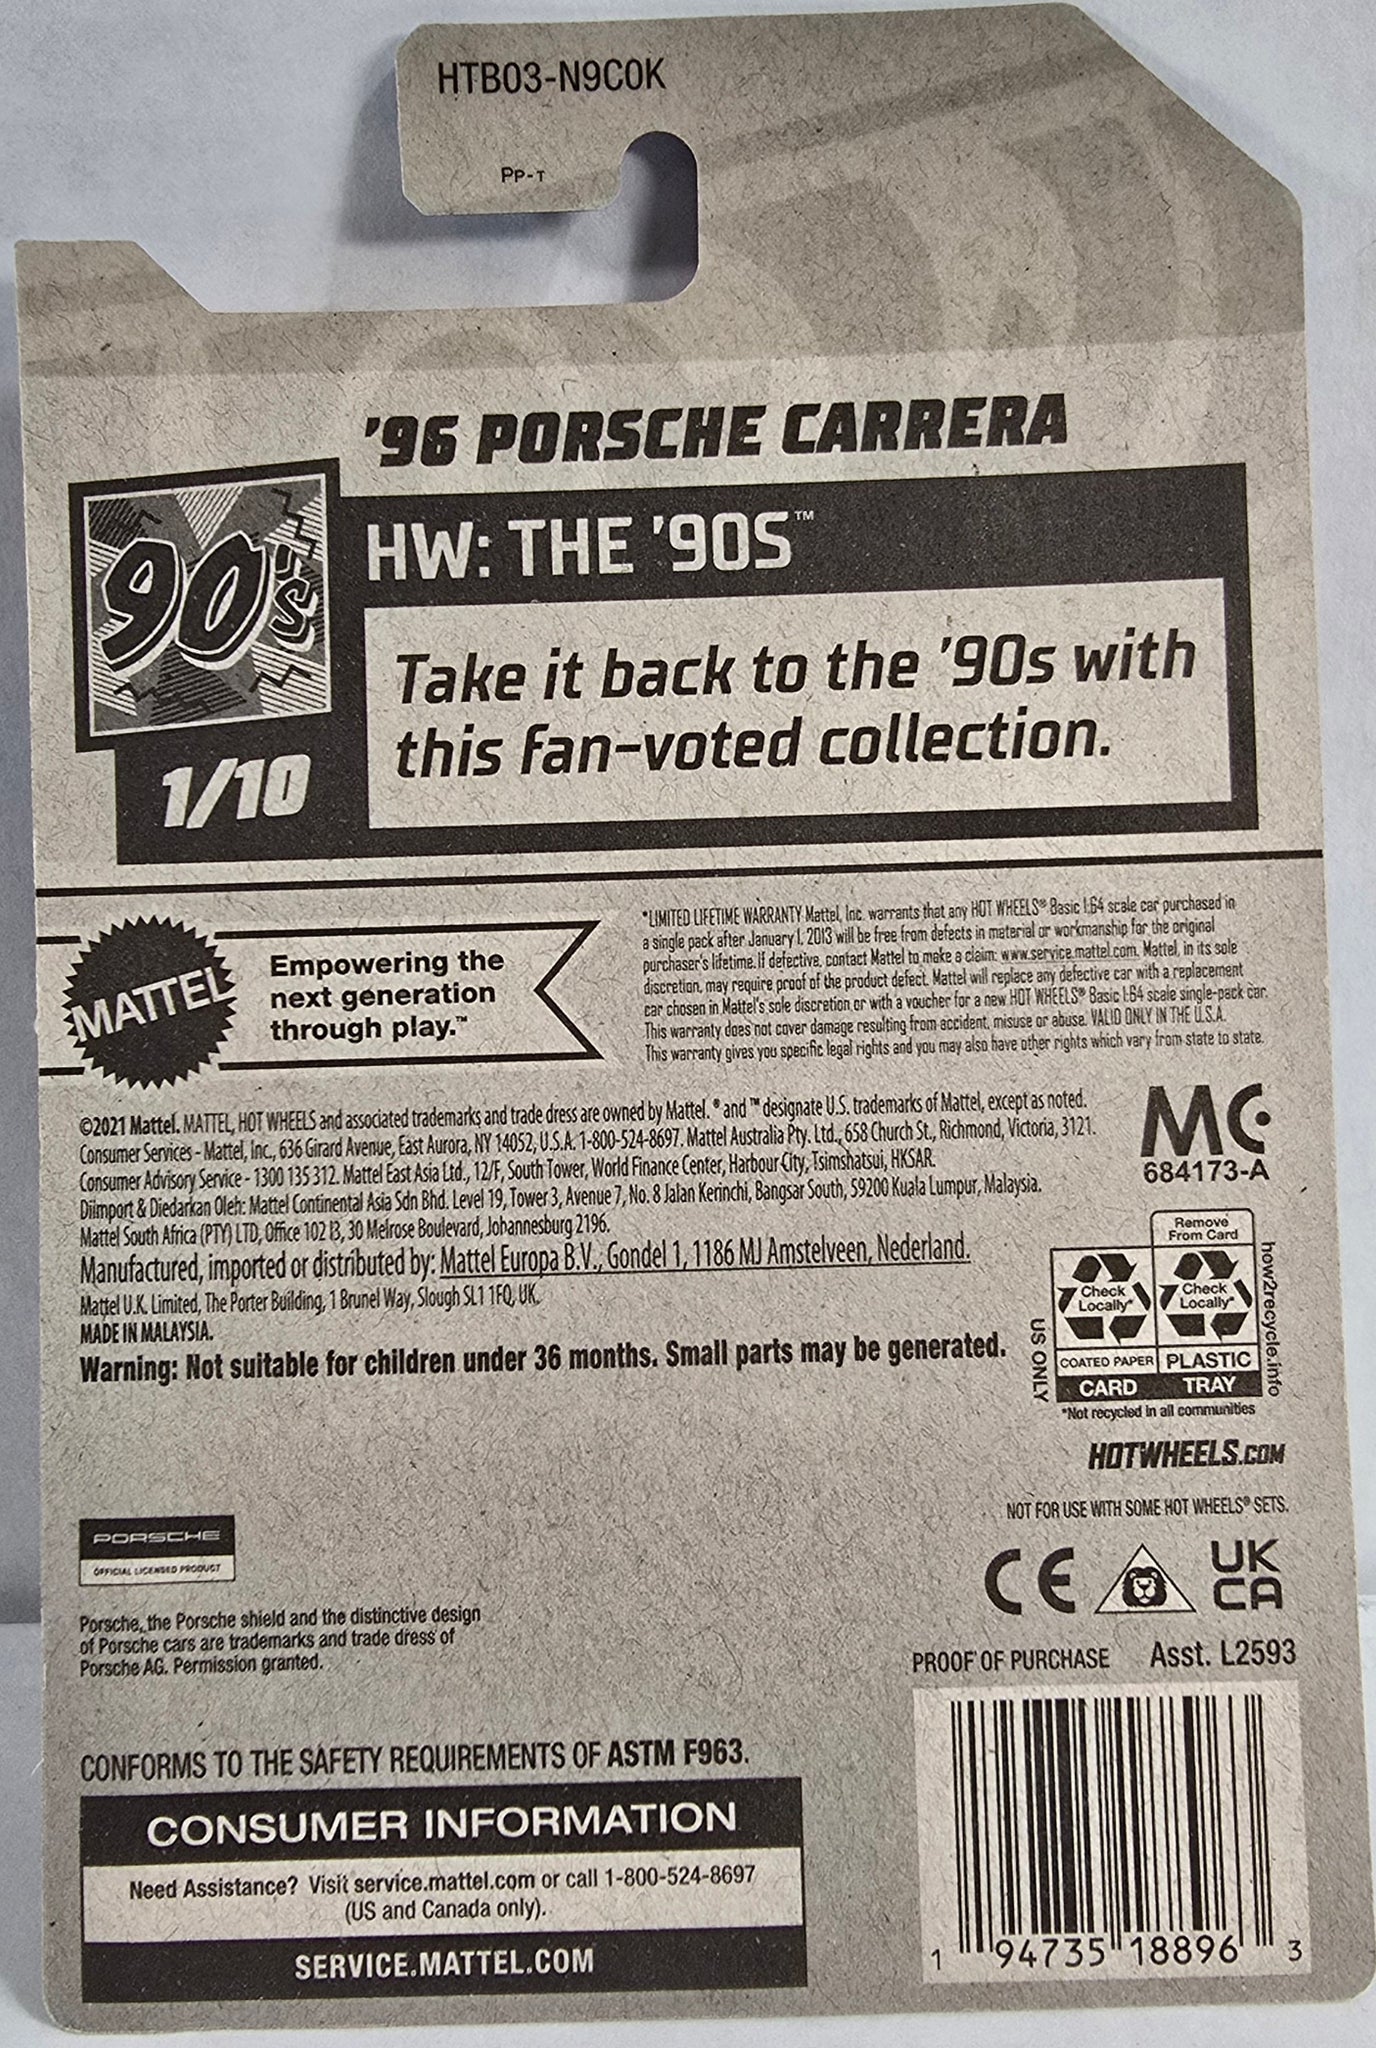 HTB03-N9C0K
PP-T
'96 PORSCHE CARRERA
90's
HW: THE '90S™
Take it back to the '90s with
this fan-voted collection.
1/10
MATTEL
Empowering the
next generation
through play.™
*LIMITED LIFETIME WARRANTY Mattel, Inc. warrants that any HOT WHEELS® Basic 1:64 scale car purchased in
a single pack after January 1, 2013 will be free from defects in material or workmanship for the original
purchaser's lifetime. If defective, contact Mattel to make a claim: www.service.mattel.com. Mattel, in its sole
discretion, may require proof of the product defect. Mattel will replace any defective car with a replacement
car chosen in Mattel's sole discretion or with a voucher for a new HOT WHEELS® Basic 1:64 scale single-pack car.
This warranty does not cover damage resulting from accident, misuse or abuse. VALID ONLY IN THE U.S.A.
This warranty gives you specific legal rights and you may also have other rights which vary from state to state.
©2021 Mattel. MATTEL, HOT WHEELS and associated trademarks and trade dress are owned by Mattel. ® and ™ designate U.S. trademarks of Mattel, except as noted.
Consumer Services - Mattel, Inc., 636 Girard Avenue, East Aurora, NY 14052, U.S.A. 1-800-524-8697. Mattel Australia Pty. Ltd., 658 Church St., Richmond, Victoria, 3121.
Consumer Advisory Service - 1300 135 312. Mattel East Asia Ltd., 12/F, South Tower, World Finance Center, Harbour City, Tsimshatsui, HKSAR.
Diimport & Diedarkan Oleh: Mattel Continental Asia Sdn Bhd. Level 19, Tower 3, Avenue 7, No. 8 Jalan Kerinchi, Bangsar South, 59200 Kuala Lumpur, Malaysia.
Mattel South Africa (PTY) LTD, Office 102 I3, 30 Melrose Boulevard, Johannesburg 2196.
Manufactured, imported or distributed by: Mattel Europa B.V., Gondel 1, 1186 MJ Amstelveen, Nederland.
Mattel U.K. Limited, The Porter Building, 1 Brunel Way, Slough SL1 1FQ, UK.
MADE IN MALAYSIA.
Warning: Not suitable for children under 36 months. Small parts may be generated.
MC
684173-A
Remove
From Card
Check
Locally*
Check
Locally*
COATED PAPER
PLASTIC
CARD
TRAY
US ONLY
how2recycle.info
*Not recycled in all communities
HOTWHEELS.COM
NOT FOR USE WITH SOME HOT WHEELS® SETS.
CE
UK
CA
PORSCHE
OFFICIAL LICENSED PRODUCT
Porsche, the Porsche shield and the distinctive design
of Porsche cars are trademarks and trade dress of
Porsche AG. Permission granted.
PROOF OF PURCHASE
Asst. L2593
CONFORMS TO THE SAFETY REQUIREMENTS OF ASTM F963.
CONSUMER INFORMATION
Need Assistance? Visit service.mattel.com or call 1-800-524-8697
(US and Canada only).
SERVICE.MATTEL.COM
1 94735 18896 3